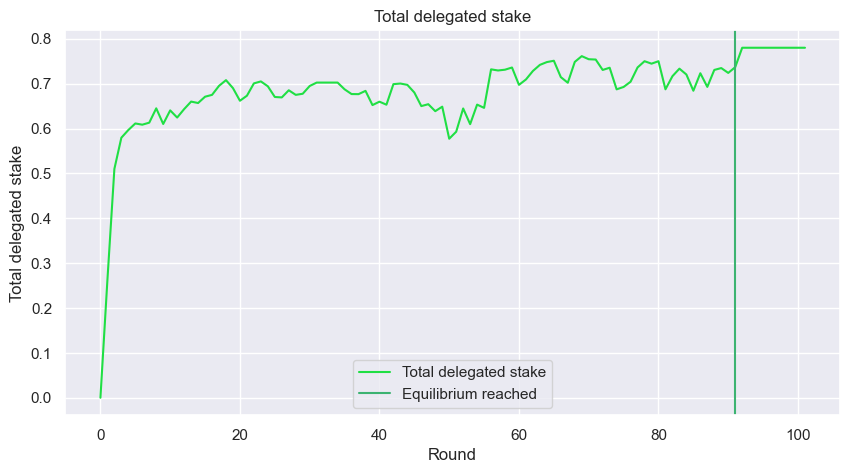 Total delegated stake
Total delegated stake
0.8
0.7
0.6
0.5
0.4
0.3
0.2
0.1
0.0
Total delegated stake
Equilibrium reached
0 20 40 60 80 100
Round